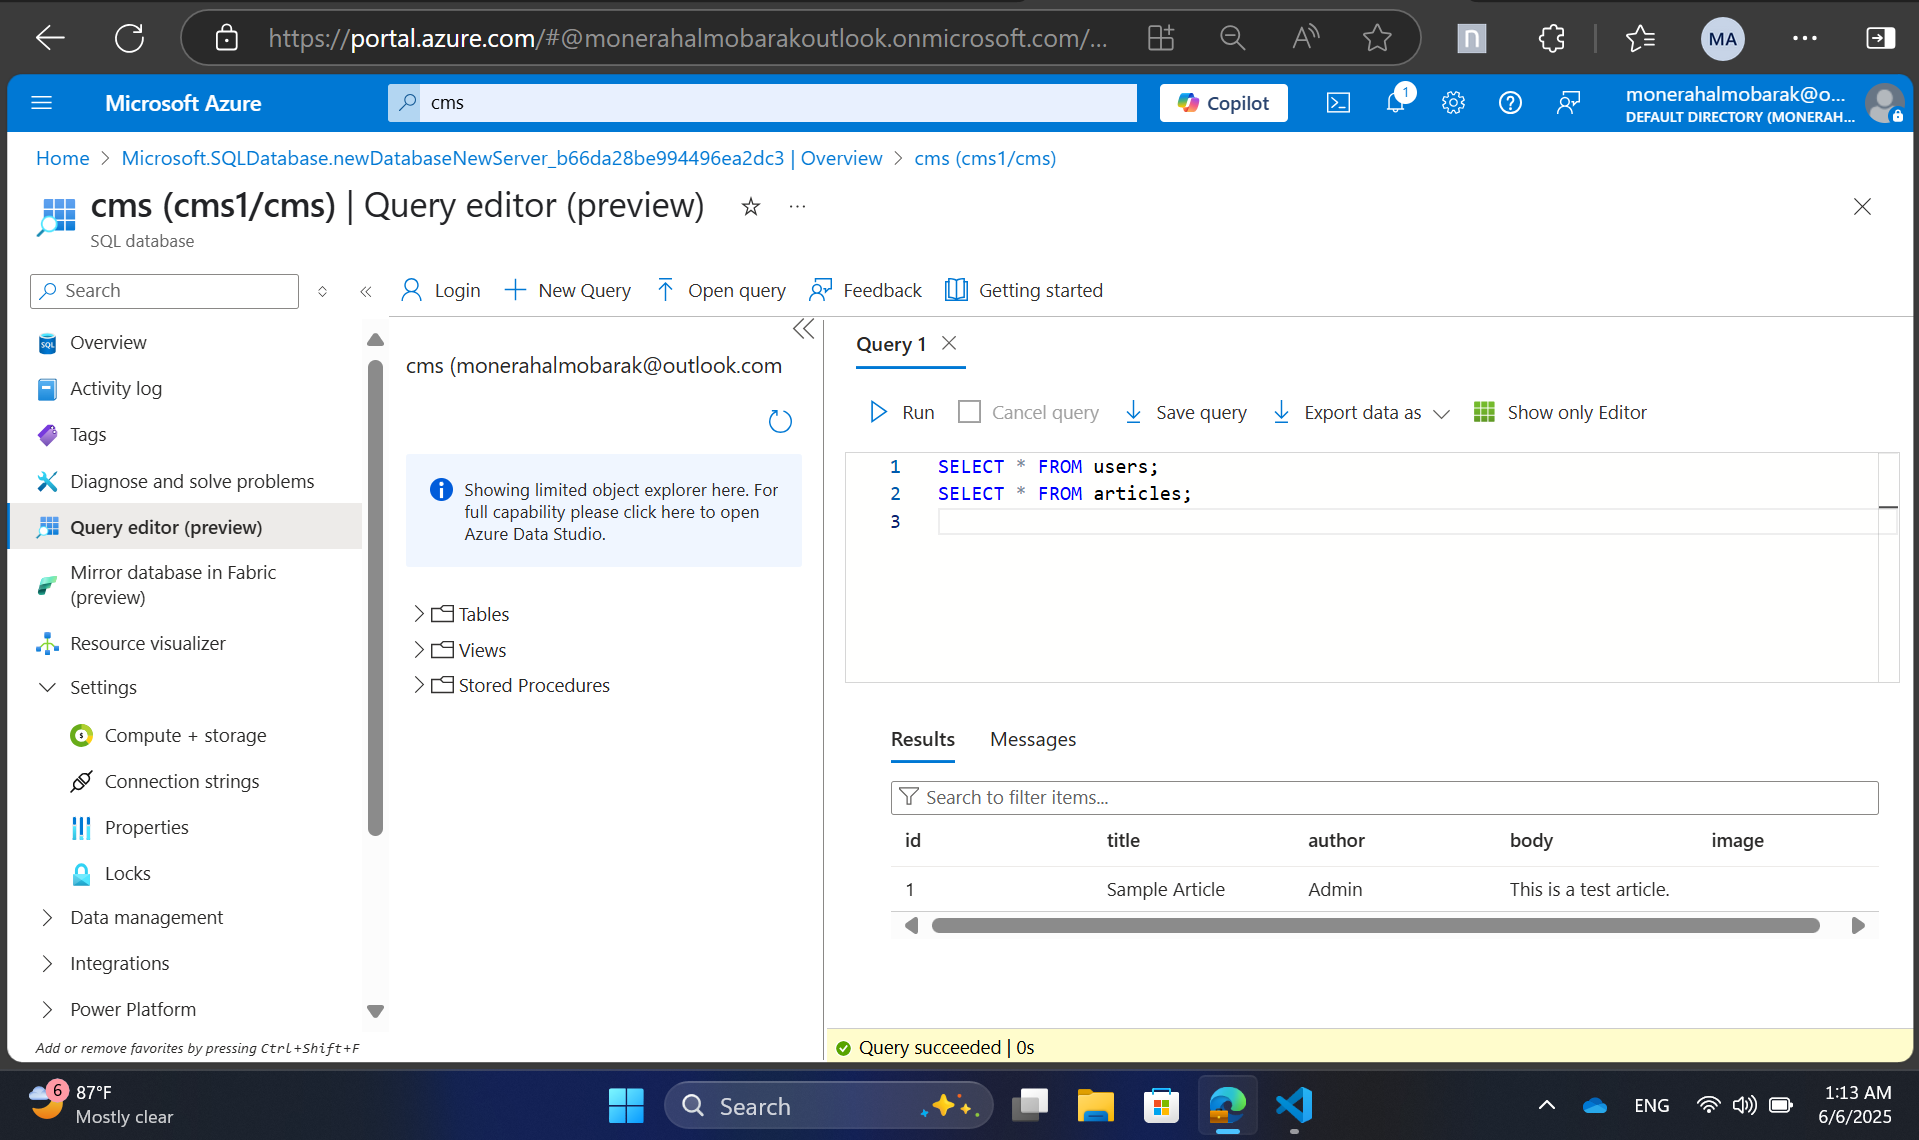 https://portal.azure.com/#@monerahalmobarakoutlook.onmicrosoft.com/...
A
n
MA
Microsoft Azure
cms
Copilot
1
monerahalmobarak@o...
DEFAULT DIRECTORY (MONERAH...
Home > Microsoft.SQLDatabase.newDatabaseNewServer_b66da28be994496ea2dc3 | Overview > cms (cms1/cms)
cms (cms1/cms) | Query editor (preview)
SQL database
Search
Login
New Query
Open query
Feedback
Getting started
Overview
Activity log
Tags
Diagnose and solve problems
Query editor (preview)
Mirror database in Fabric
(preview)
Resource visualizer
Settings
Compute + storage
Connection strings
Properties
Locks
Data management
Integrations
Power Platform
Add or remove favorites by pressing Ctrl+Shift+F
cms (monerahalmobarak@outlook.com
Showing limited object explorer here. For
full capability please click here to open
Azure Data Studio.
Tables
Views
Stored Procedures
Query 1
Run
Cancel query
Save query
Export data as
Show only Editor
1 SELECT * FROM users;
2 SELECT * FROM articles;
3
Results Messages
Search to filter items...
id title author body image
1 Sample Article Admin This is a test article.
Query succeeded | 0s
6
87°F
Mostly clear
Search
ENG
1:13 AM
6/6/2025